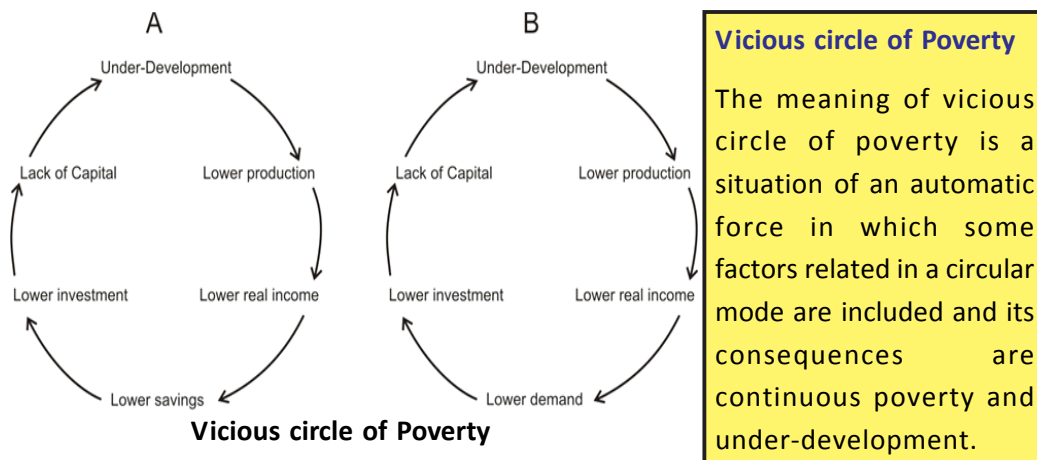 A
Under-Development
Lower production
Lower real income
Lower savings
Lower investment
Lack of Capital
B
Under-Development
Lower production
Lower real income
Lower demand
Lower investment
Lack of Capital
Vicious circle of Poverty
Vicious circle of Poverty
The meaning of vicious
circle of poverty is a
situation of an automatic
force in which some
factors related in a circular
mode are included and its
consequences are
continuous poverty and
under-development.